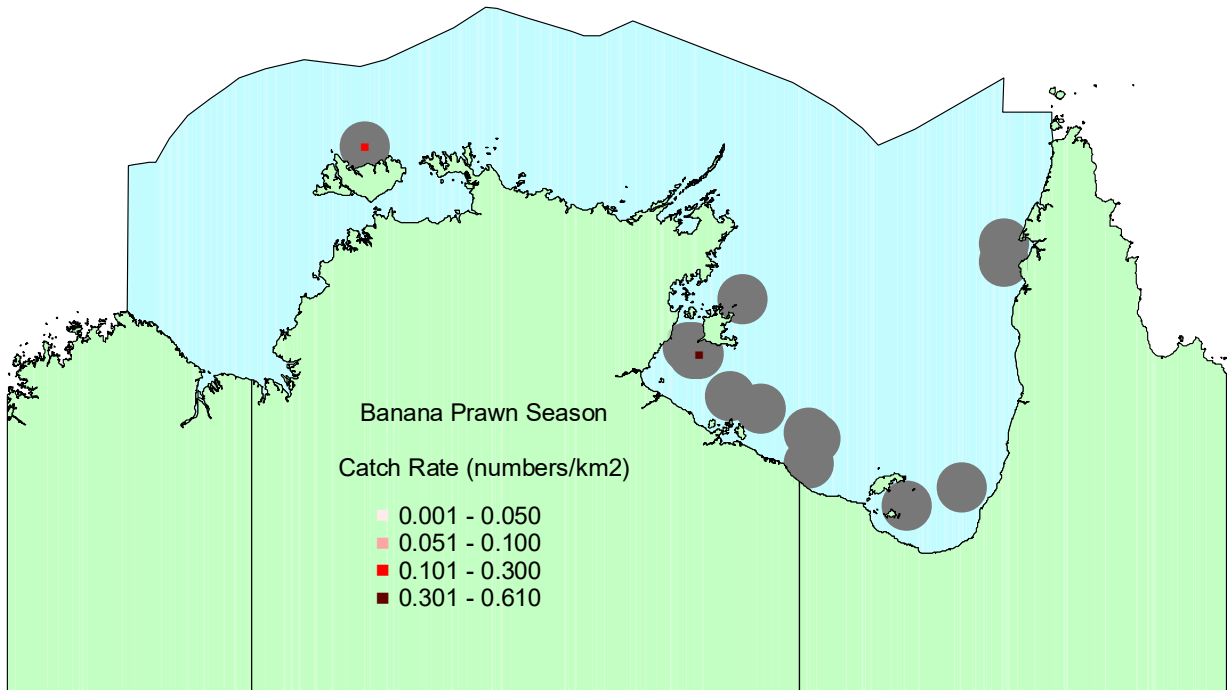 Banana Prawn Season
Catch Rate (numbers/km2)
0.001 - 0.050
0.051 - 0.100
0.101 - 0.300
0.301 - 0.610